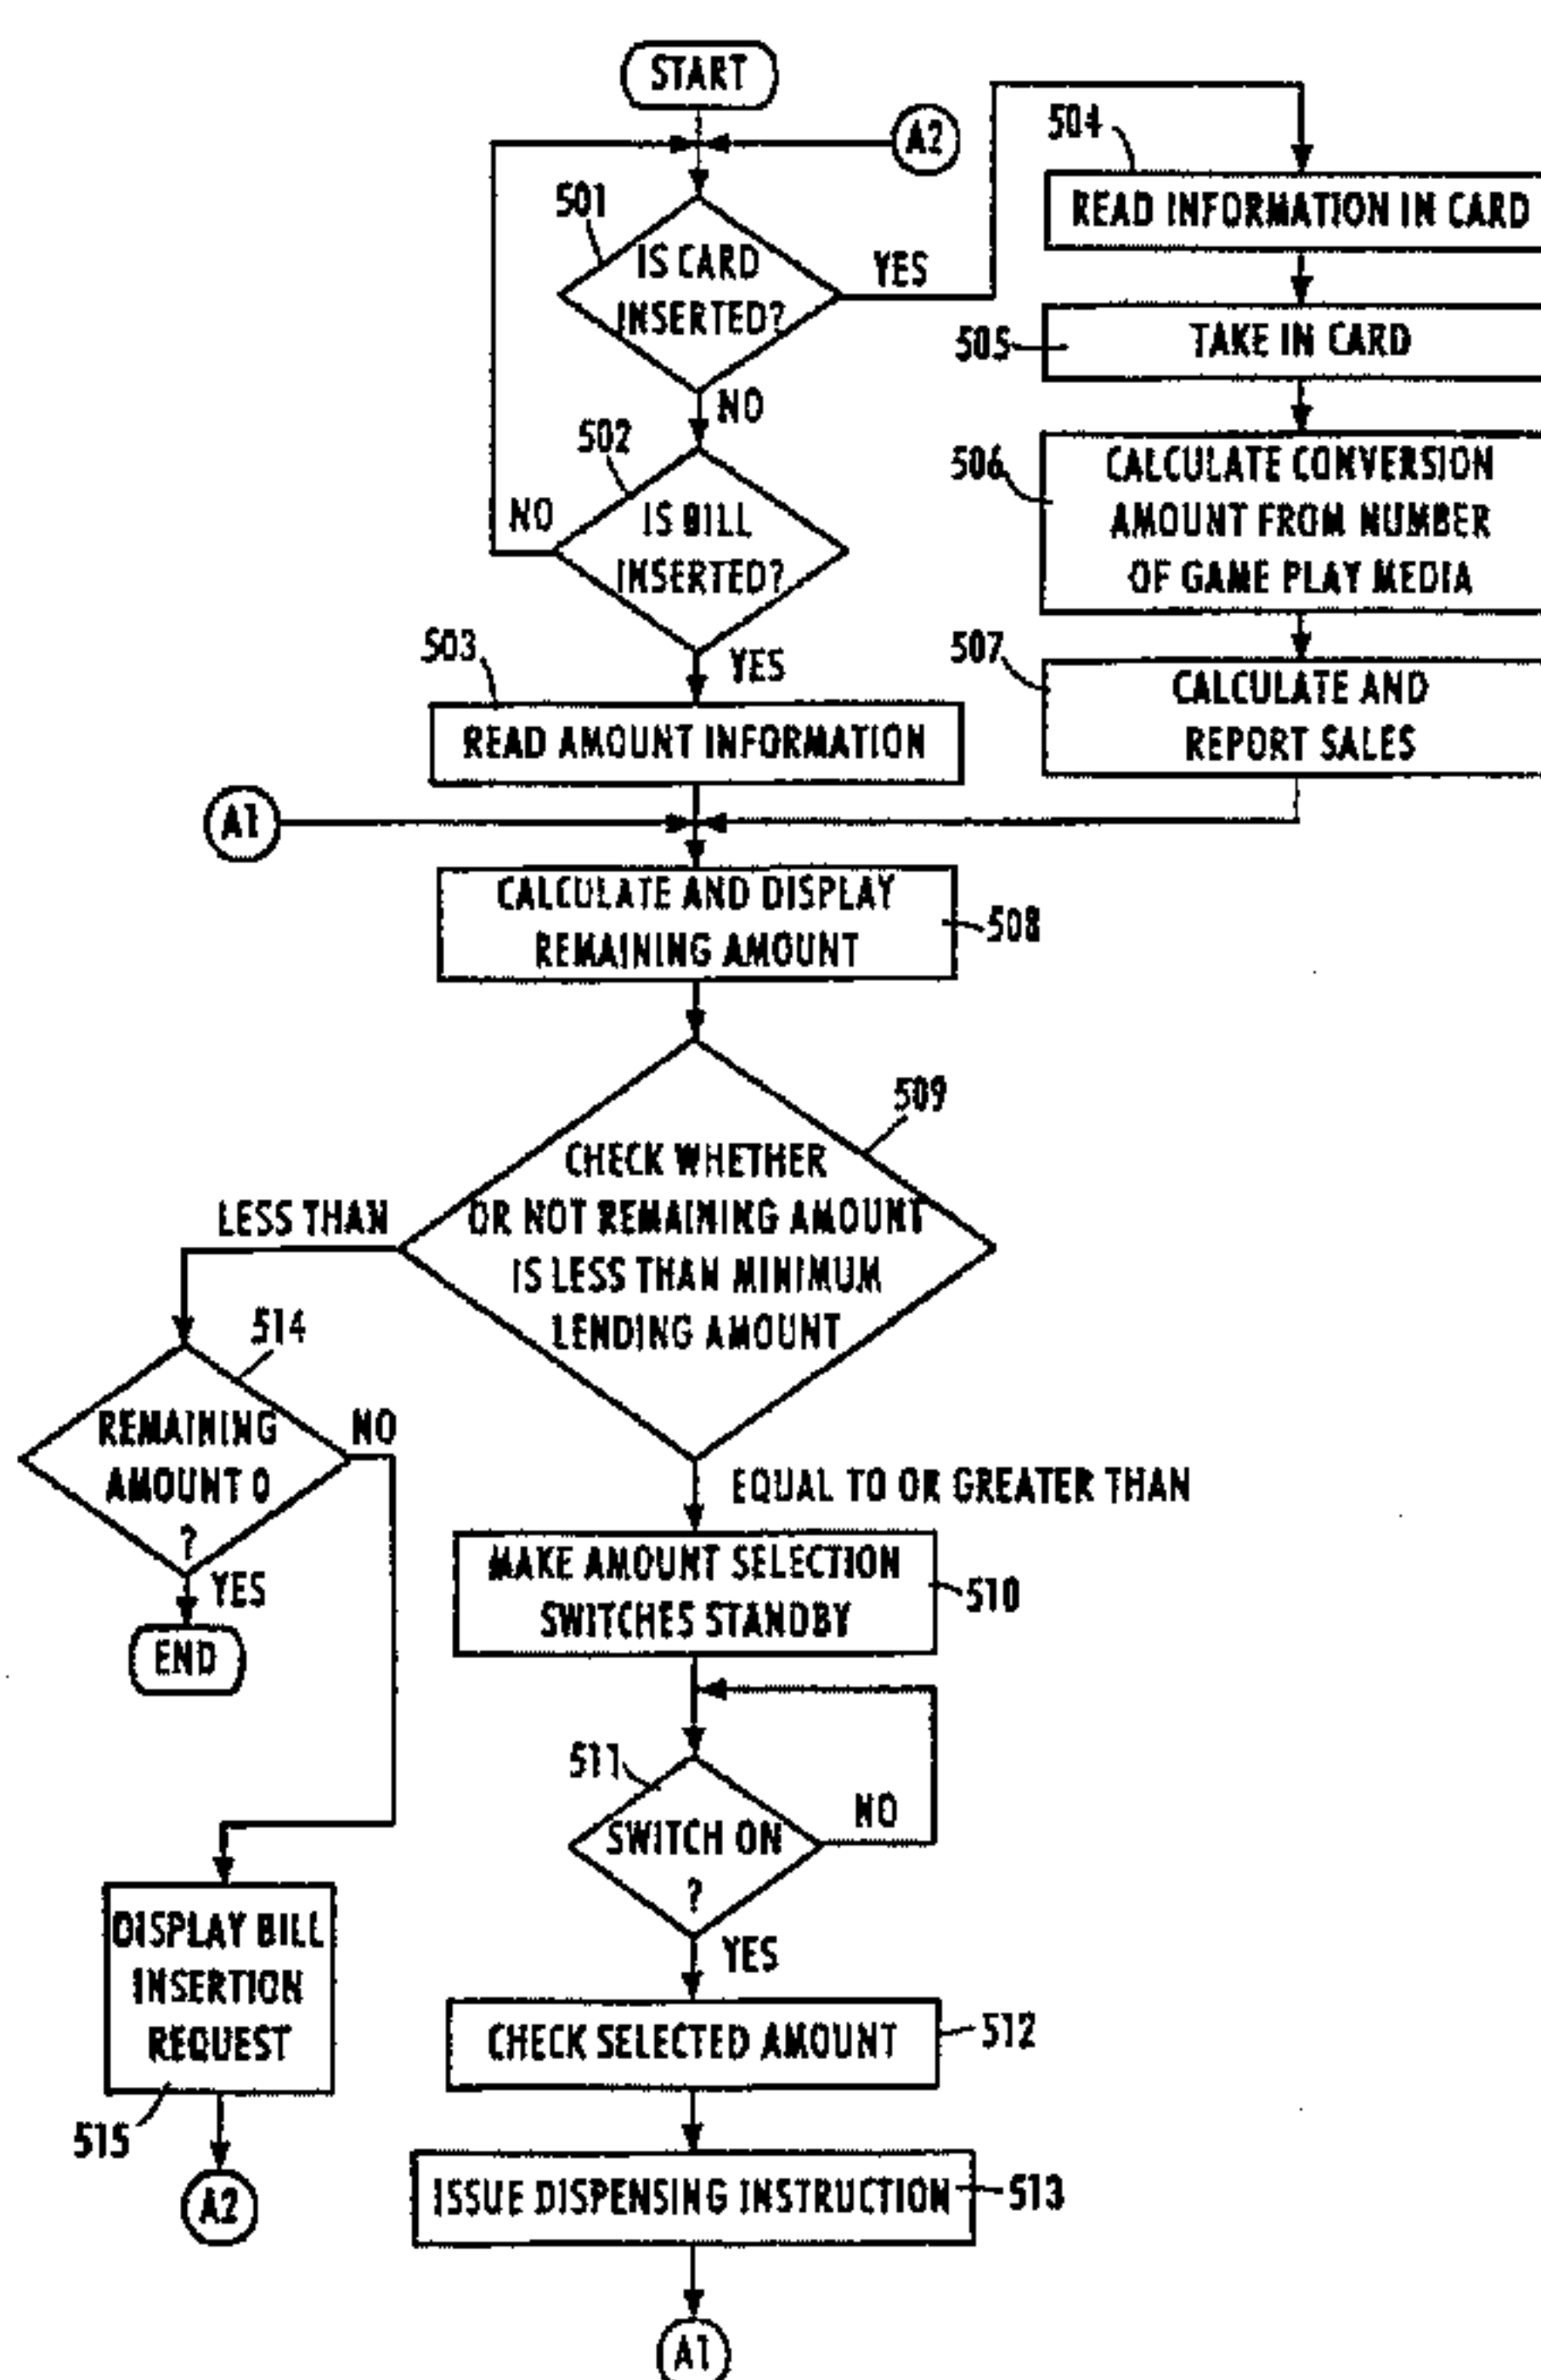 START
A2
501
IS CARD
INSERTED?
YES
NO
504
READ INFORMATION IN CARD
505
TAKE IN CARD
506
CALCULATE CONVERSION
AMOUNT FROM NUMBER
OF GAME PLAY MEDIA
507
CALCULATE AND
REPORT SALES
502
IS BILL
INSERTED?
NO
YES
503
READ AMOUNT INFORMATION
A1
CALCULATE AND DISPLAY
REMAINING AMOUNT
508
509
CHECK WHETHER
OR NOT REMAINING AMOUNT
IS LESS THAN MINIMUM
LENDING AMOUNT
LESS THAN
EQUAL TO OR GREATER THAN
514
REMAINING
AMOUNT 0
?
NO
YES
END
MAKE AMOUNT SELECTION
SWITCHES STANDBY
510
511
SWITCH ON
?
NO
YES
DISPLAY BILL
INSERTION
REQUEST
515
A2
CHECK SELECTED AMOUNT
512
ISSUE DISPENSING INSTRUCTION
513
A1